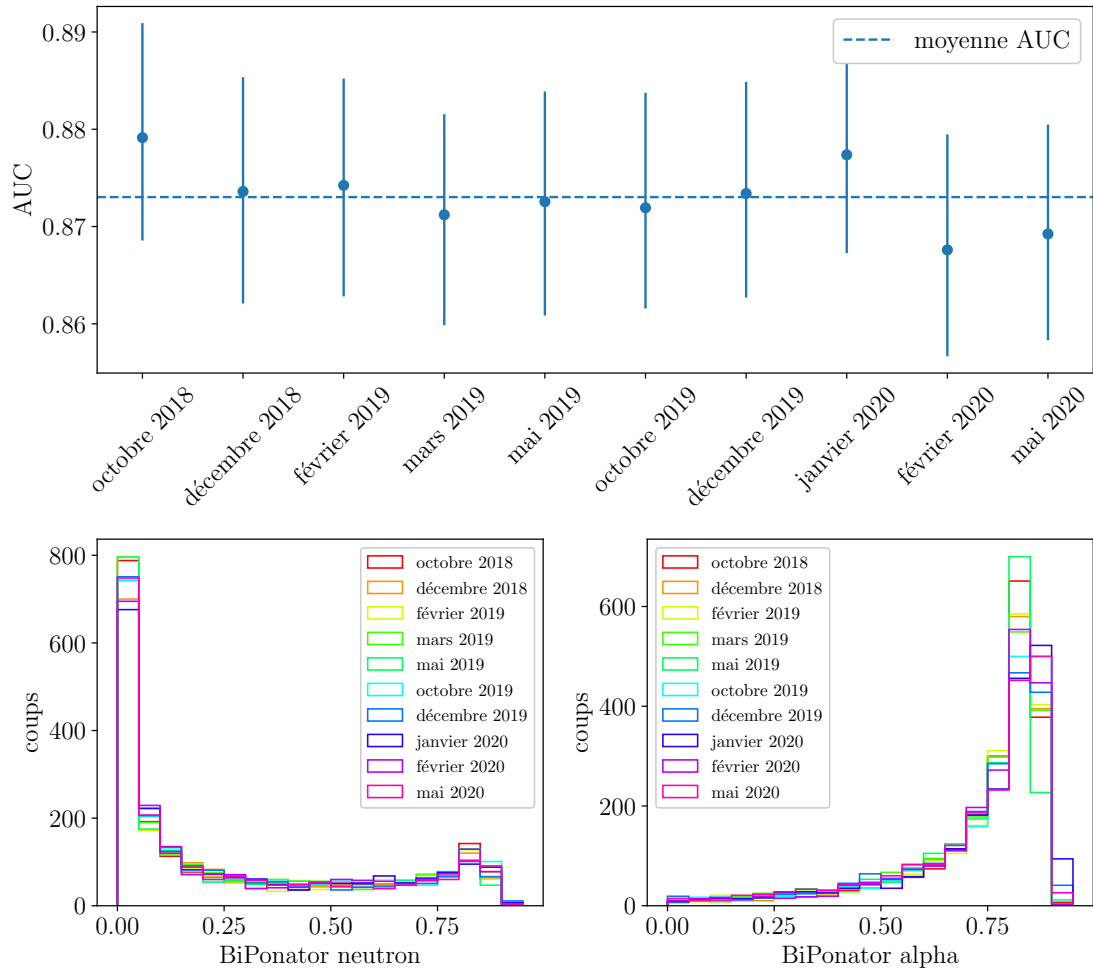 0.89
0.88
0.87
0.86
AUC
moyenne AUC
octobre 2018
décembre 2018
février 2019
mars 2019
mai 2019
octobre 2019
décembre 2019
janvier 2020
février 2020
mai 2020
800
600
400
200
0
coups
octobre 2018
décembre 2018
février 2019
mars 2019
mai 2019
octobre 2019
décembre 2019
janvier 2020
février 2020
mai 2020
0.00
0.25
0.50
0.75
BiPonator neutron
600
400
200
0
coups
octobre 2018
décembre 2018
février 2019
mars 2019
mai 2019
octobre 2019
décembre 2019
janvier 2020
février 2020
mai 2020
0.00
0.25
0.50
0.75
BiPonator alpha